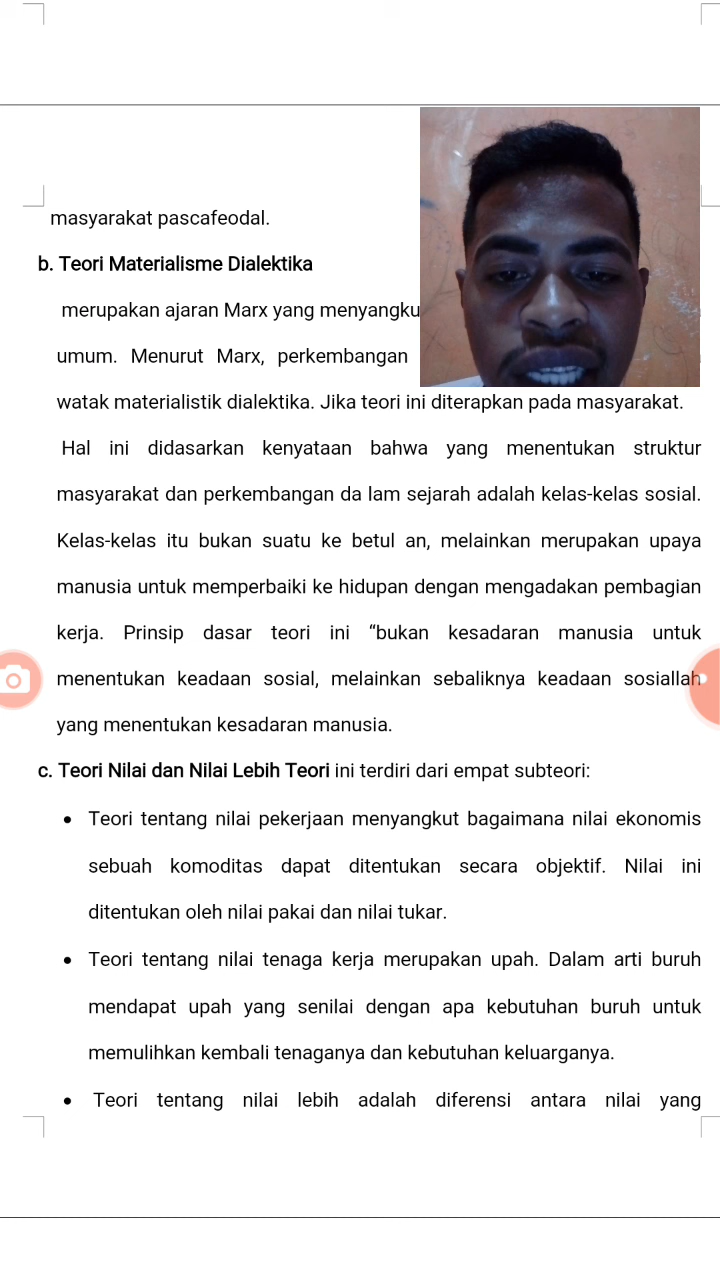 masyarakat pascafeodal.
b. Teori Materialisme Dialektika
merupakan ajaran Marx yang menyangku
umum. Menurut Marx, perkembangan
watak materialistik dialektika. Jika teori ini diterapkan pada masyarakat.
Hal ini didasarkan kenyataan bahwa yang menentukan struktur
masyarakat dan perkembangan da lam sejarah adalah kelas-kelas sosial.
Kelas-kelas itu bukan suatu ke betul an, melainkan merupakan upaya
manusia untuk memperbaiki ke hidupan dengan mengadakan pembagian
kerja. Prinsip dasar teori ini “bukan kesadaran manusia untuk
menentukan keadaan sosial, melainkan sebaliknya keadaan sosiallah
yang menentukan kesadaran manusia.
c. Teori Nilai dan Nilai Lebih Teori ini terdiri dari empat subteori:
• Teori tentang nilai pekerjaan menyangkut bagaimana nilai ekonomis
sebuah komoditas dapat ditentukan secara objektif. Nilai ini
ditentukan oleh nilai pakai dan nilai tukar.
• Teori tentang nilai tenaga kerja merupakan upah. Dalam arti buruh
mendapat upah yang senilai dengan apa kebutuhan buruh untuk
memulihkan kembali tenaganya dan kebutuhan keluarganya.
• Teori tentang nilai lebih adalah diferensi antara nilai yang